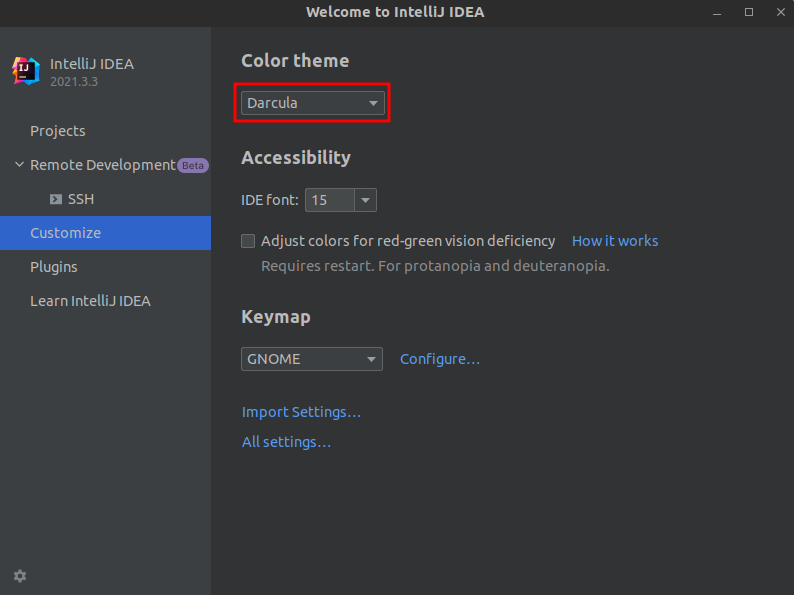 Welcome to IntelliJ IDEA
IJ
IntelliJ IDEA
2021.3.3
Projects
Remote Development Beta
SSH
Customize
Plugins
Learn IntelliJ IDEA
Color theme
Darcula
Accessibility
IDE font: 15
Adjust colors for red-green vision deficiency How it works
Requires restart. For protanopia and deuteranopia.
Keymap
GNOME Configure...
Import Settings...
All settings...